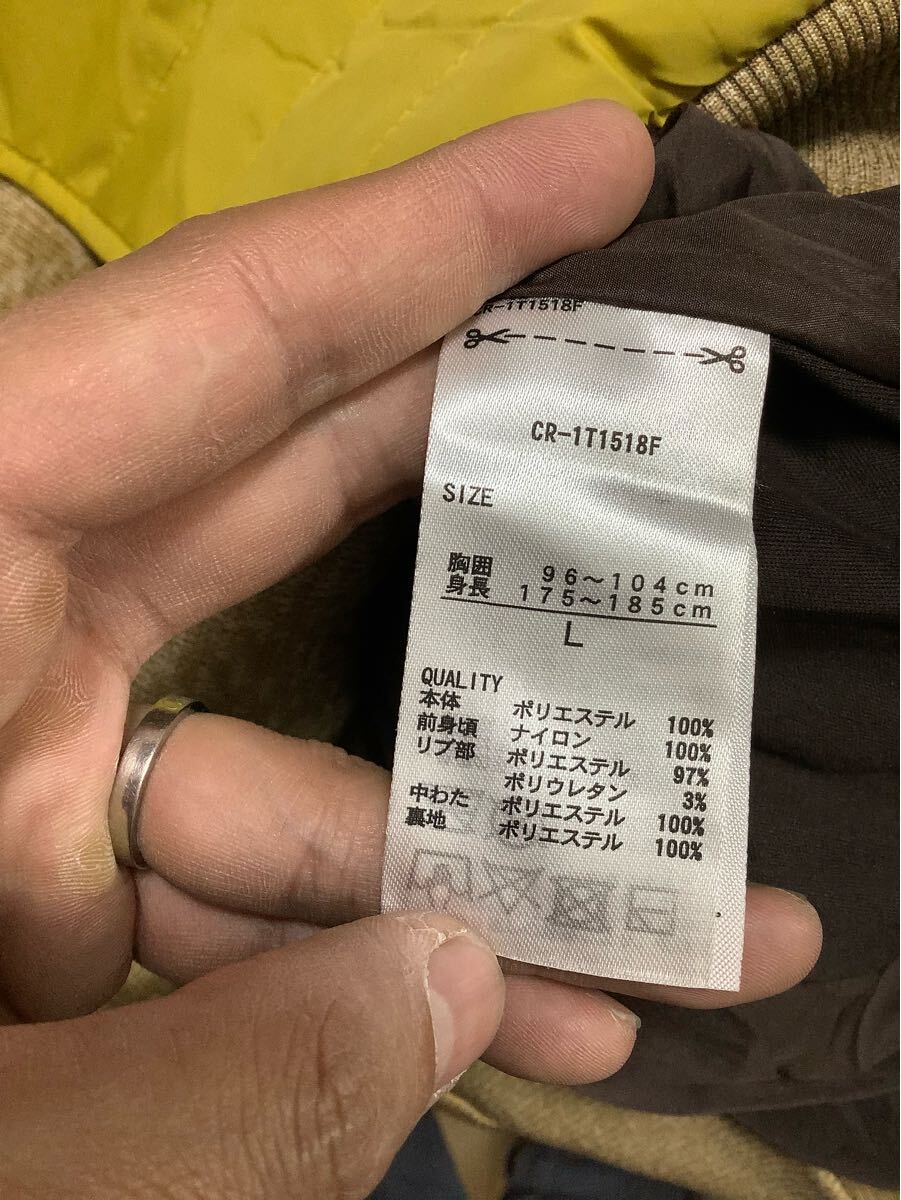 CR-1T1518F
CR-1T1518F
SIZE
胸囲 96～104cm
身長 175～185cm
L
QUALITY
本体 ポリエステル 100%
前身頃 ナイロン 100%
リブ部 ポリエステル 97%
ポリウレタン 3%
中わた ポリエステル 100%
裏地 ポリエステル 100%